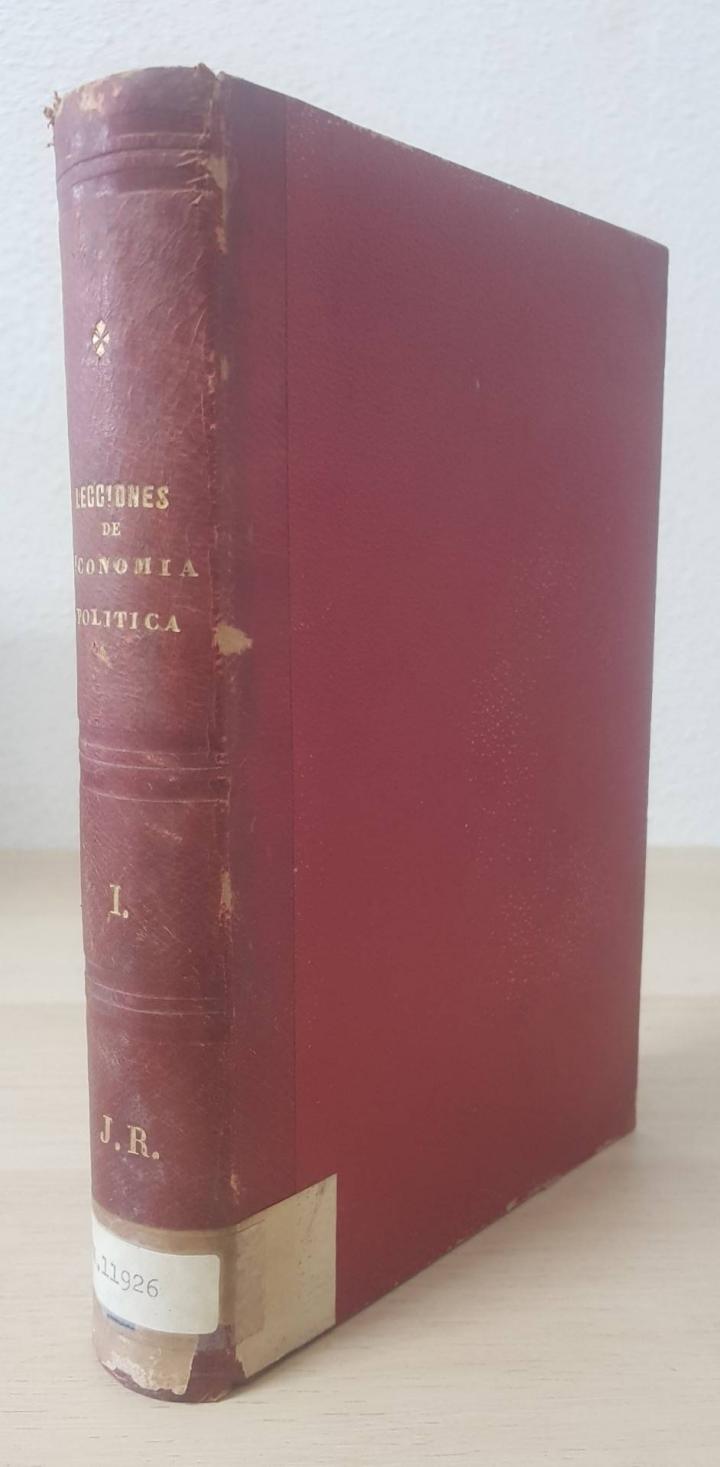 LECCIONES
DE
ECONOMIA
POLITICA
I.
J. R.
.11926